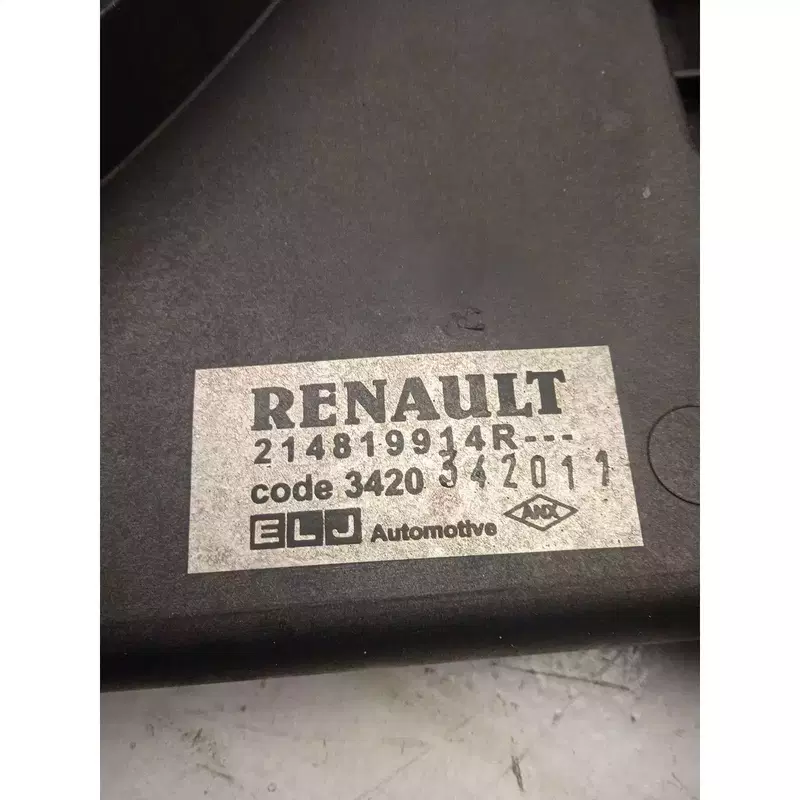 RENAULT
214819914R---
code 3420 342011
ELJ Automotive ANX